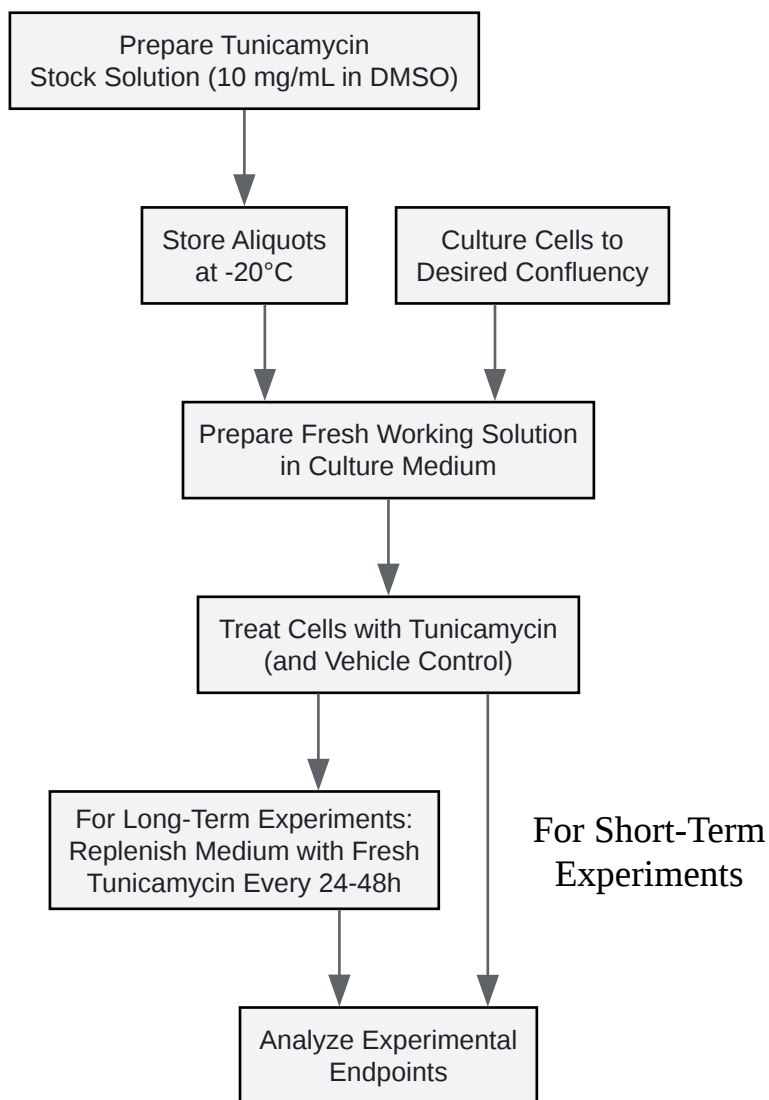 Prepare Tunicamycin
Stock Solution (10 mg/mL in DMSO)
Store Aliquots
at -20°C
Culture Cells to
Desired Confluency
Prepare Fresh Working Solution
in Culture Medium
Treat Cells with Tunicamycin
(and Vehicle Control)
For Long-Term Experiments:
Replenish Medium with Fresh
Tunicamycin Every 24-48h
For Short-Term
Experiments
Analyze Experimental
Endpoints